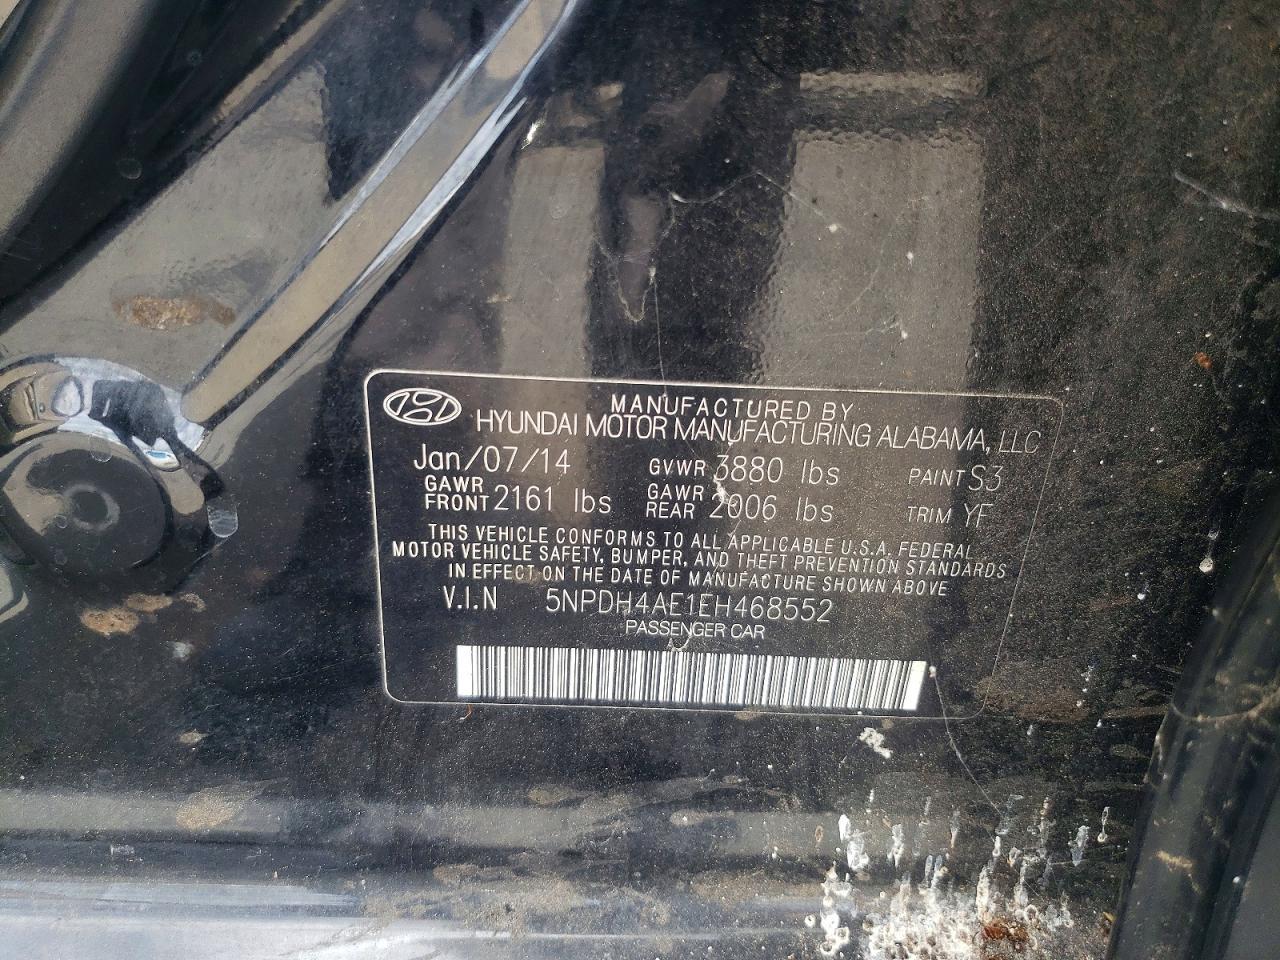 MANUFACTURED BY
HYUNDAI MOTOR MANUFACTURING ALABAMA, LLC
Jan/07/14 GVWR 3880 lbs PAINT S3
GAWR FRONT 2161 lbs GAWR REAR 2006 lbs TRIM YF
THIS VEHICLE CONFORMS TO ALL APPLICABLE U.S.A. FEDERAL
MOTOR VEHICLE SAFETY, BUMPER, AND THEFT PREVENTION STANDARDS
IN EFFECT ON THE DATE OF MANUFACTURE SHOWN ABOVE
V.I.N 5NPDH4AE1EH468552
PASSENGER CAR